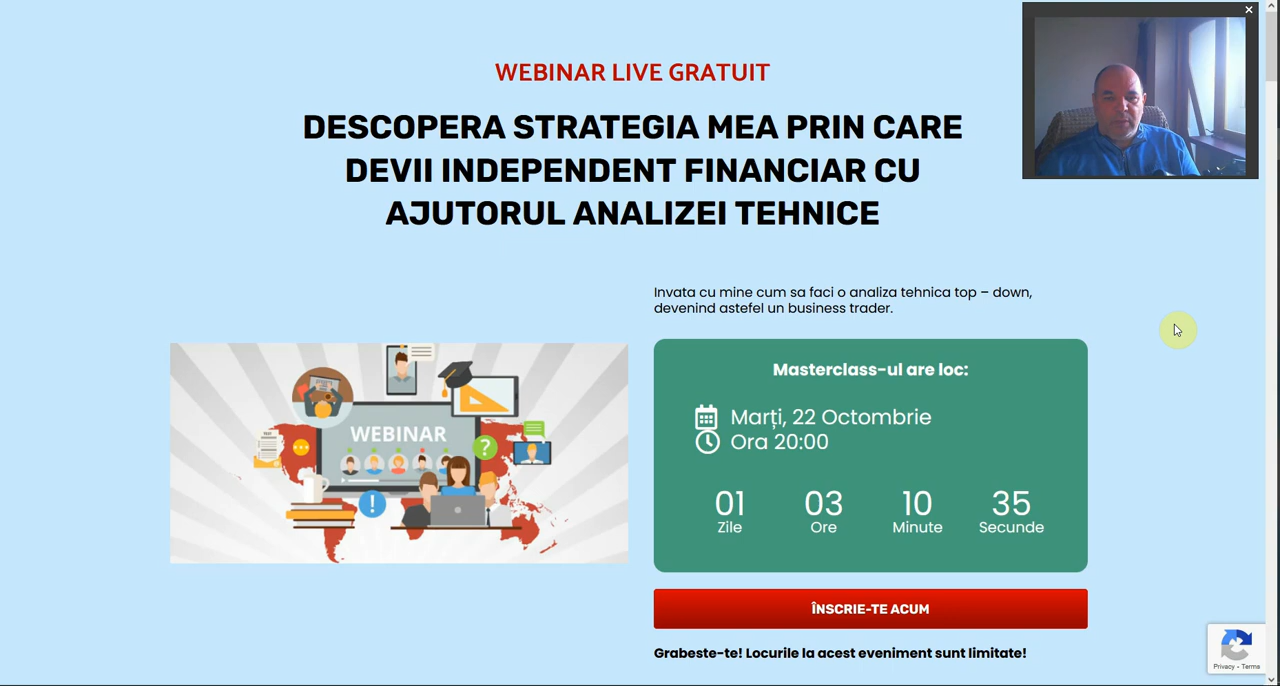 WEBINAR LIVE GRATUIT
DESCOPERA STRATEGIA MEA PRIN CARE
DEVII INDEPENDENT FINANCIAR CU
AJUTORUL ANALIZEI TEHNICE
Invata cu mine cum sa faci o analiza tehnica top – down,
devenind astefel un business trader.
WEBINAR
Masterclass-ul are loc:
Marți, 22 Octombrie
Ora 20:00
01 03 10 35
Zile Ore Minute Secunde
ÎNSCRIE-TE ACUM
Grabeste-te! Locurile la acest eveniment sunt limitate!
Privacy - Terms